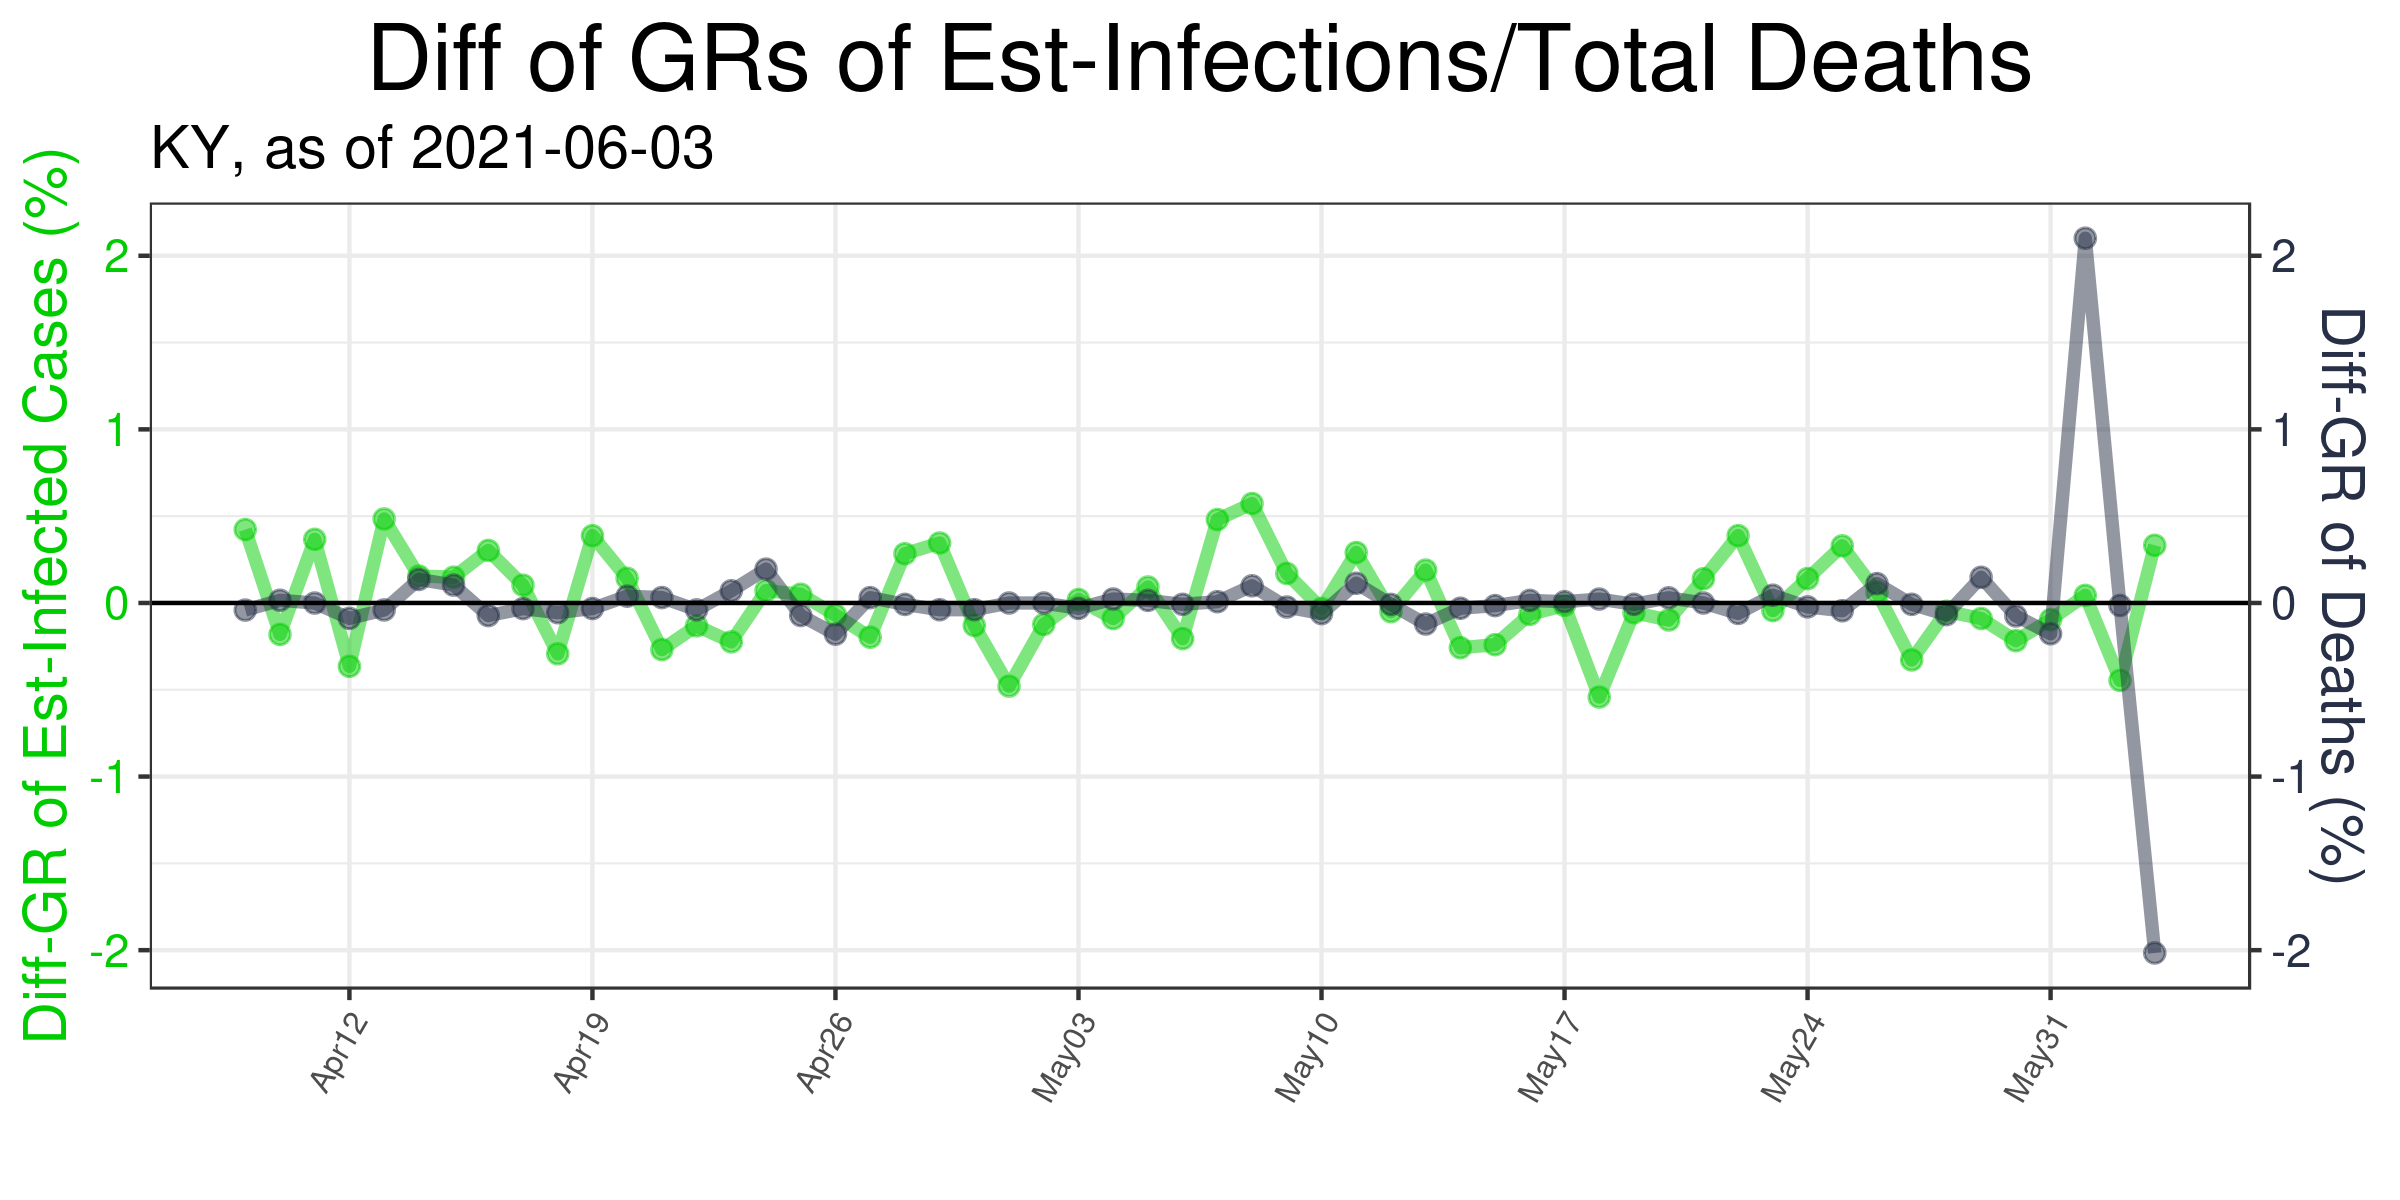 Diff of GRs of Est-Infections/Total Deaths
KY, as of 2021-06-03
Diff-GR of Est-Infected Cases (%)
2
1
0
-1
-2
2
1
0
-1
-2
Diff-GR of Deaths (%)
Apr12
Apr19
Apr26
May03
May10
May17
May24
May31